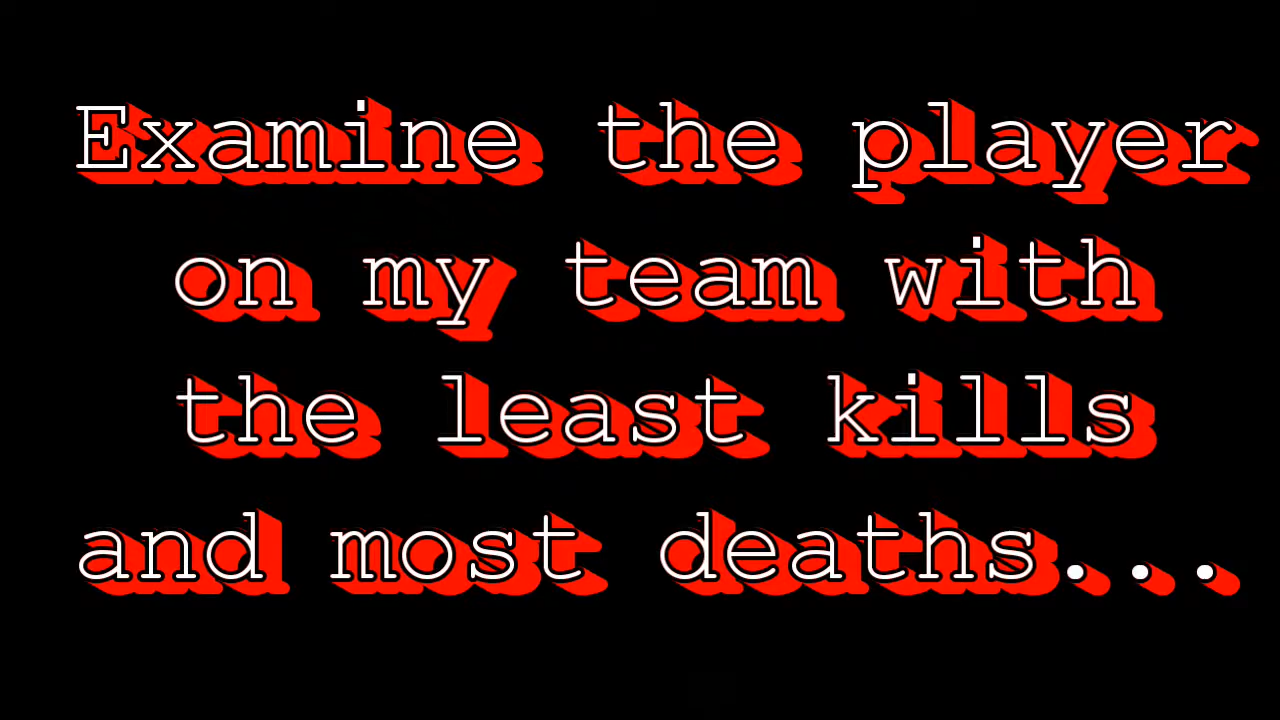 Examine the player
on my team with
the least kills
and most deaths...